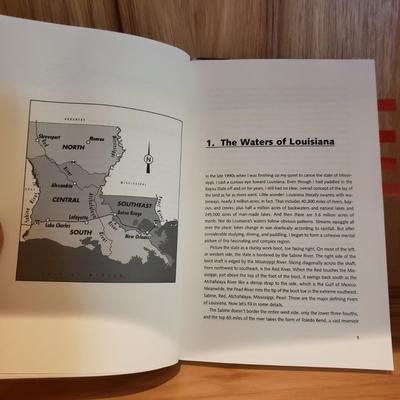 ARKANSAS
Shreveport
Monroe
NORTH
N
Alexandria
MISSISSIPPI
CENTRAL
SOUTHEAST
Baton Rouge
Lafayette
Lake Charles
New Orleans
SOUTH
GULF OF MEXICO
Sabine River
1. The Waters of Louisiana
In the late 1990s when I was finishing up my quest to canoe the state of Missis-
sippi, I cast a curious eye toward Louisiana. Even though I had paddled in the
Bayou State off and on for years, I still had no clear, overall concept of the lay of
the land as far as rivers went. Little wonder: Louisiana literally swarms with wa-
terways, nearly 3 million acres, in fact. That includes 40,300 miles of rivers, bay-
ous, and creeks plus half a million acres of backwaters and natural lakes and
245,000 acres of man-made lakes. And then there are 3.6 million acres of
marsh. Nor do Louisiana's waters follow obvious patterns. Streams squiggle all
over the place; lakes change in size drastically according to rainfall. But after
considerable studying, driving, and paddling, I began to form a cohesive mental
picture of this fascinating and complex region.
Picture the state as a clunky work boot, toe facing right. On most of the left,
or western side, the state is bordered by the Sabine River. The right side of the
boot shaft is edged by the Mississippi River. Slicing diagonally across the shaft,
from northwest to southeast, is the Red River. When the Red touches the Mis-
sissippi, just above the top of the foot of the boot, it swings back south as the
Atchafalaya River like a stirrup strap to the sole, which is the Gulf of Mexico.
Meanwhile, the Pearl River rims the tip of the boot toe in the extreme southeast.
Sabine, Red, Atchafalaya, Mississippi, Pearl: Those are the major defining rivers
of Louisiana. Now let's fill in some details.
The Sabine doesn't border the entire west side, only the lower three-fourths,
and the top 65 miles of the river takes the form of Toledo Bend, a vast reservoir
1